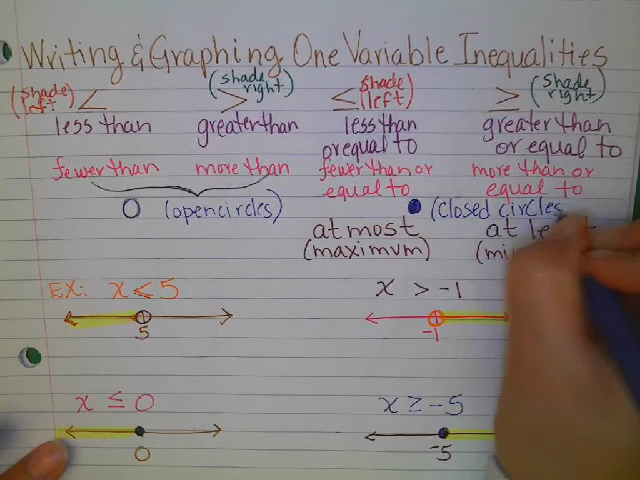 Writing & Graphing One Variable Inequalities
(shade left) < (shade right) > ≤ (shade left) ≥ (shade right)
less than greater than less than greater than
or equal to or equal to
fewer than more than fewer than or more than or
equal to equal to
(open circles) (closed circles
at most at
(maximum)
EX: x < 5 x > -1
5 -1
x ≤ 0 x ≥ -5
0 -5